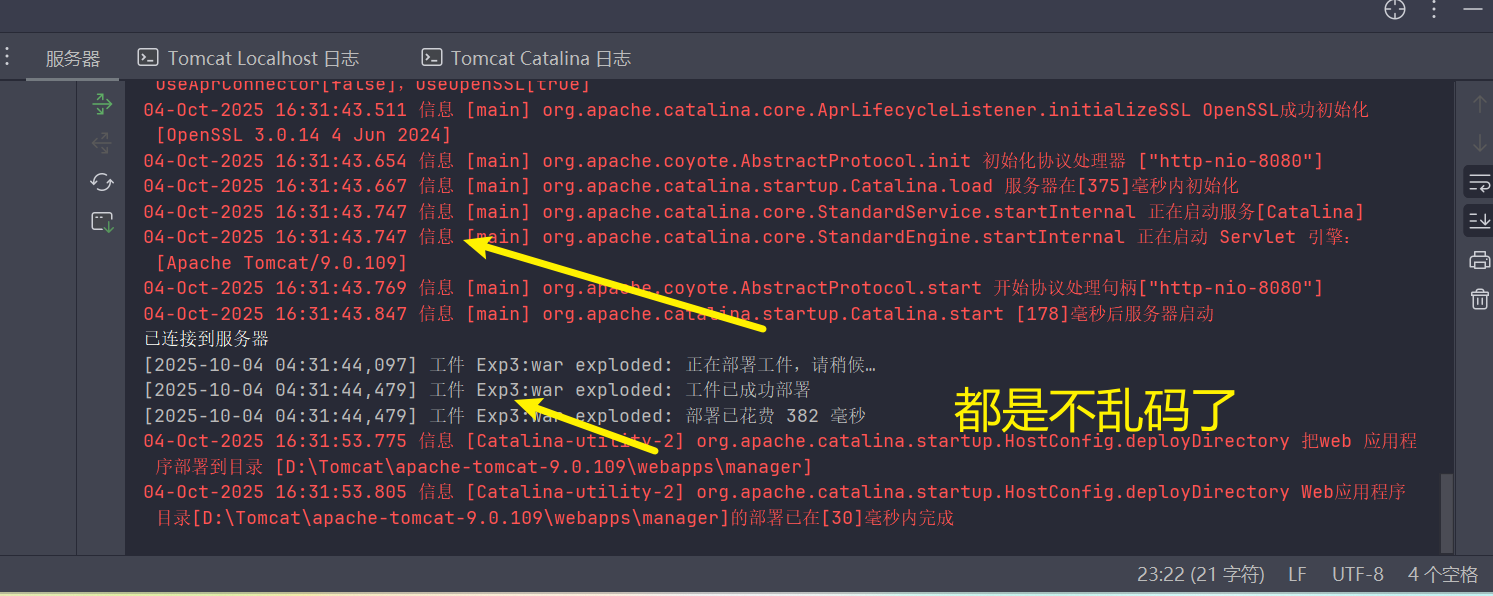 服务器 Tomcat Localhost 日志 Tomcat Catalina 日志
UseAprConnector[false]，UseOpenSSL[true]
04-Oct-2025 16:31:43.511 信息 [main] org.apache.catalina.core.AprLifecycleListener.initializeSSL OpenSSL成功初始化
[OpenSSL 3.0.14 4 Jun 2024]
04-Oct-2025 16:31:43.654 信息 [main] org.apache.coyote.AbstractProtocol.init 初始化协议处理器 ["http-nio-8080"]
04-Oct-2025 16:31:43.667 信息 [main] org.apache.catalina.startup.Catalina.load 服务器在[375]毫秒内初始化
04-Oct-2025 16:31:43.747 信息 [main] org.apache.catalina.core.StandardService.startInternal 正在启动服务[Catalina]
04-Oct-2025 16:31:43.747 信息 [main] org.apache.catalina.core.StandardEngine.startInternal 正在启动 Servlet 引擎：
[Apache Tomcat/9.0.109]
04-Oct-2025 16:31:43.769 信息 [main] org.apache.coyote.AbstractProtocol.start 开始协议处理句柄["http-nio-8080"]
04-Oct-2025 16:31:43.847 信息 [main] org.apache.catalina.startup.Catalina.start [178]毫秒后服务器启动
已连接到服务器
[2025-10-04 04:31:44,097] 工件 Exp3:war exploded: 正在部署工件，请稍候…
[2025-10-04 04:31:44,479] 工件 Exp3:war exploded: 工件已成功部署
[2025-10-04 04:31:44,479] 工件 Exp3:war exploded: 部署已花费 382 毫秒
都是不乱码了
04-Oct-2025 16:31:53.775 信息 [Catalina-utility-2] org.apache.catalina.startup.HostConfig.deployDirectory 把web 应用程
序部署到目录 [D:\Tomcat\apache-tomcat-9.0.109\webapps\manager]
04-Oct-2025 16:31:53.805 信息 [Catalina-utility-2] org.apache.catalina.startup.HostConfig.deployDirectory Web应用程序
目录[D:\Tomcat\apache-tomcat-9.0.109\webapps\manager]的部署已在[30]毫秒内完成
23:22 (21 字符) LF UTF-8 4 个空格